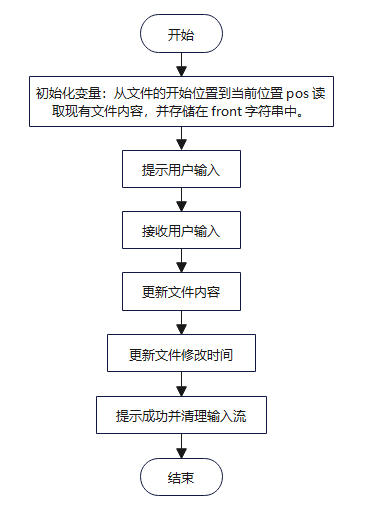 开始
初始化变量：从文件的开始位置到当前位置 pos 读
取现有文件内容，并存储在 front 字符串中。
提示用户输入
接收用户输入
更新文件内容
更新文件修改时间
提示成功并清理输入流
结束